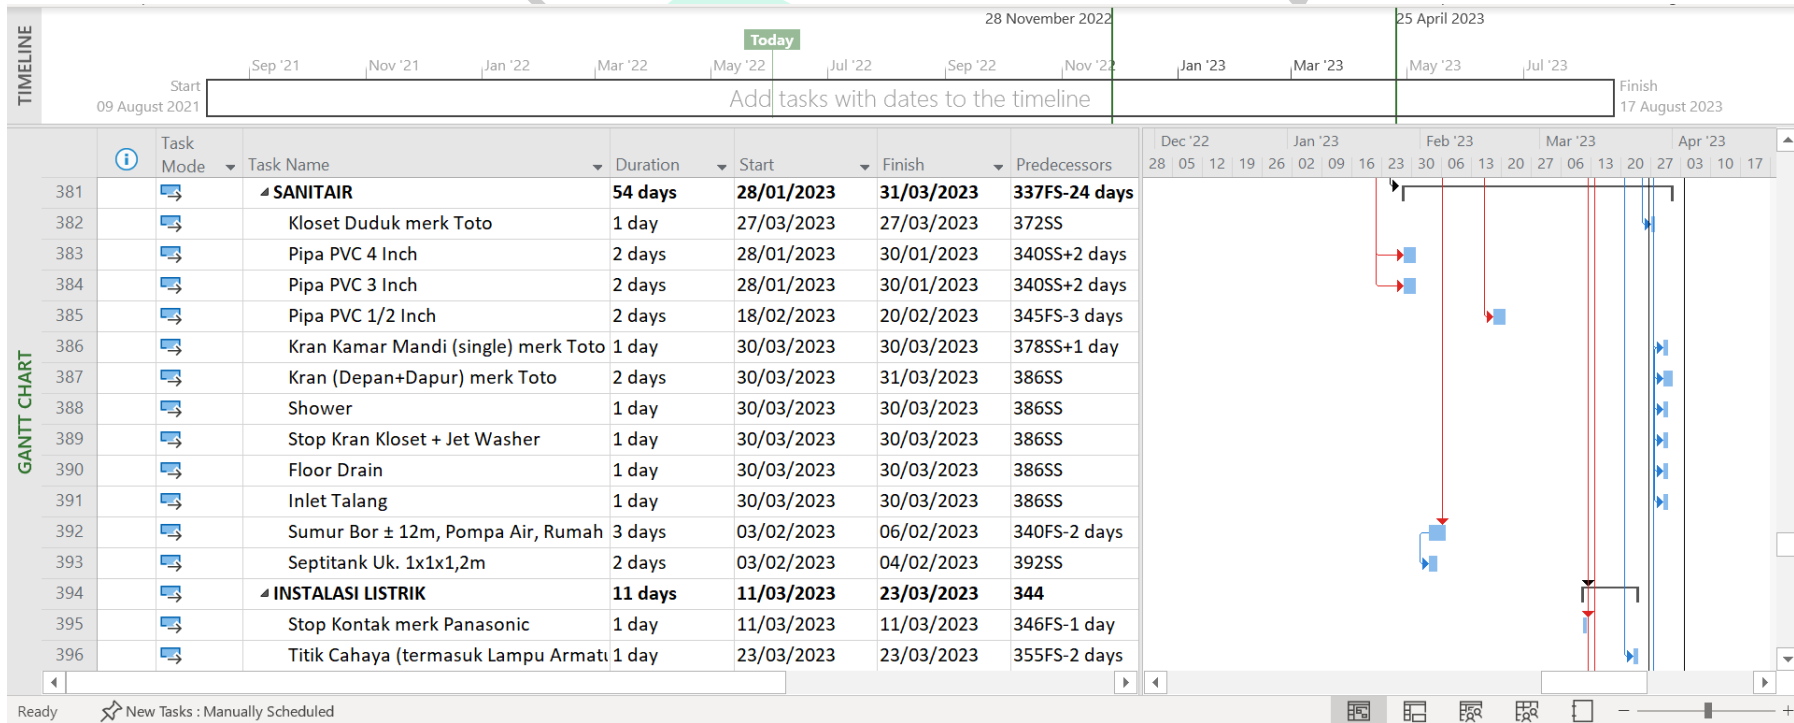 28 November 2022 25 April 2023
Today
Sep '21 Nov '21 Jan '22 Mar '22 May '22 Jul '22 Sep '22 Nov '22 Jan '23 Mar '23 May '23 Jul '23
TIMELINE
Start
09 August 2021
Add tasks with dates to the timeline
Finish
17 August 2023
Task Mode Task Name Duration Start Finish Predecessors
Dec '22 Jan '23 Feb '23 Mar '23 Apr '23
28 05 12 19 26 02 09 16 23 30 06 13 20 27 06 13 20 27 03 10 17
381 SANITAIR 54 days 28/01/2023 31/03/2023 337FS-24 days
382 Kloset Duduk merk Toto 1 day 27/03/2023 27/03/2023 372SS
383 Pipa PVC 4 Inch 2 days 28/01/2023 30/01/2023 340SS+2 days
384 Pipa PVC 3 Inch 2 days 28/01/2023 30/01/2023 340SS+2 days
385 Pipa PVC 1/2 Inch 2 days 18/02/2023 20/02/2023 345FS-3 days
386 Kran Kamar Mandi (single) merk Toto 1 day 30/03/2023 30/03/2023 378SS+1 day
387 Kran (Depan+Dapur) merk Toto 2 days 30/03/2023 31/03/2023 386SS
388 Shower 1 day 30/03/2023 30/03/2023 386SS
389 Stop Kran Kloset + Jet Washer 1 day 30/03/2023 30/03/2023 386SS
390 Floor Drain 1 day 30/03/2023 30/03/2023 386SS
391 Inlet Talang 1 day 30/03/2023 30/03/2023 386SS
392 Sumur Bor ± 12m, Pompa Air, Rumah 3 days 03/02/2023 06/02/2023 340FS-2 days
393 Septitank Uk. 1x1x1,2m 2 days 03/02/2023 04/02/2023 392SS
394 INSTALASI LISTRIK 11 days 11/03/2023 23/03/2023 344
395 Stop Kontak merk Panasonic 1 day 11/03/2023 11/03/2023 346FS-1 day
396 Titik Cahaya (termasuk Lampu Armatu 1 day 23/03/2023 23/03/2023 355FS-2 days
GANTT CHART
Ready New Tasks : Manually Scheduled